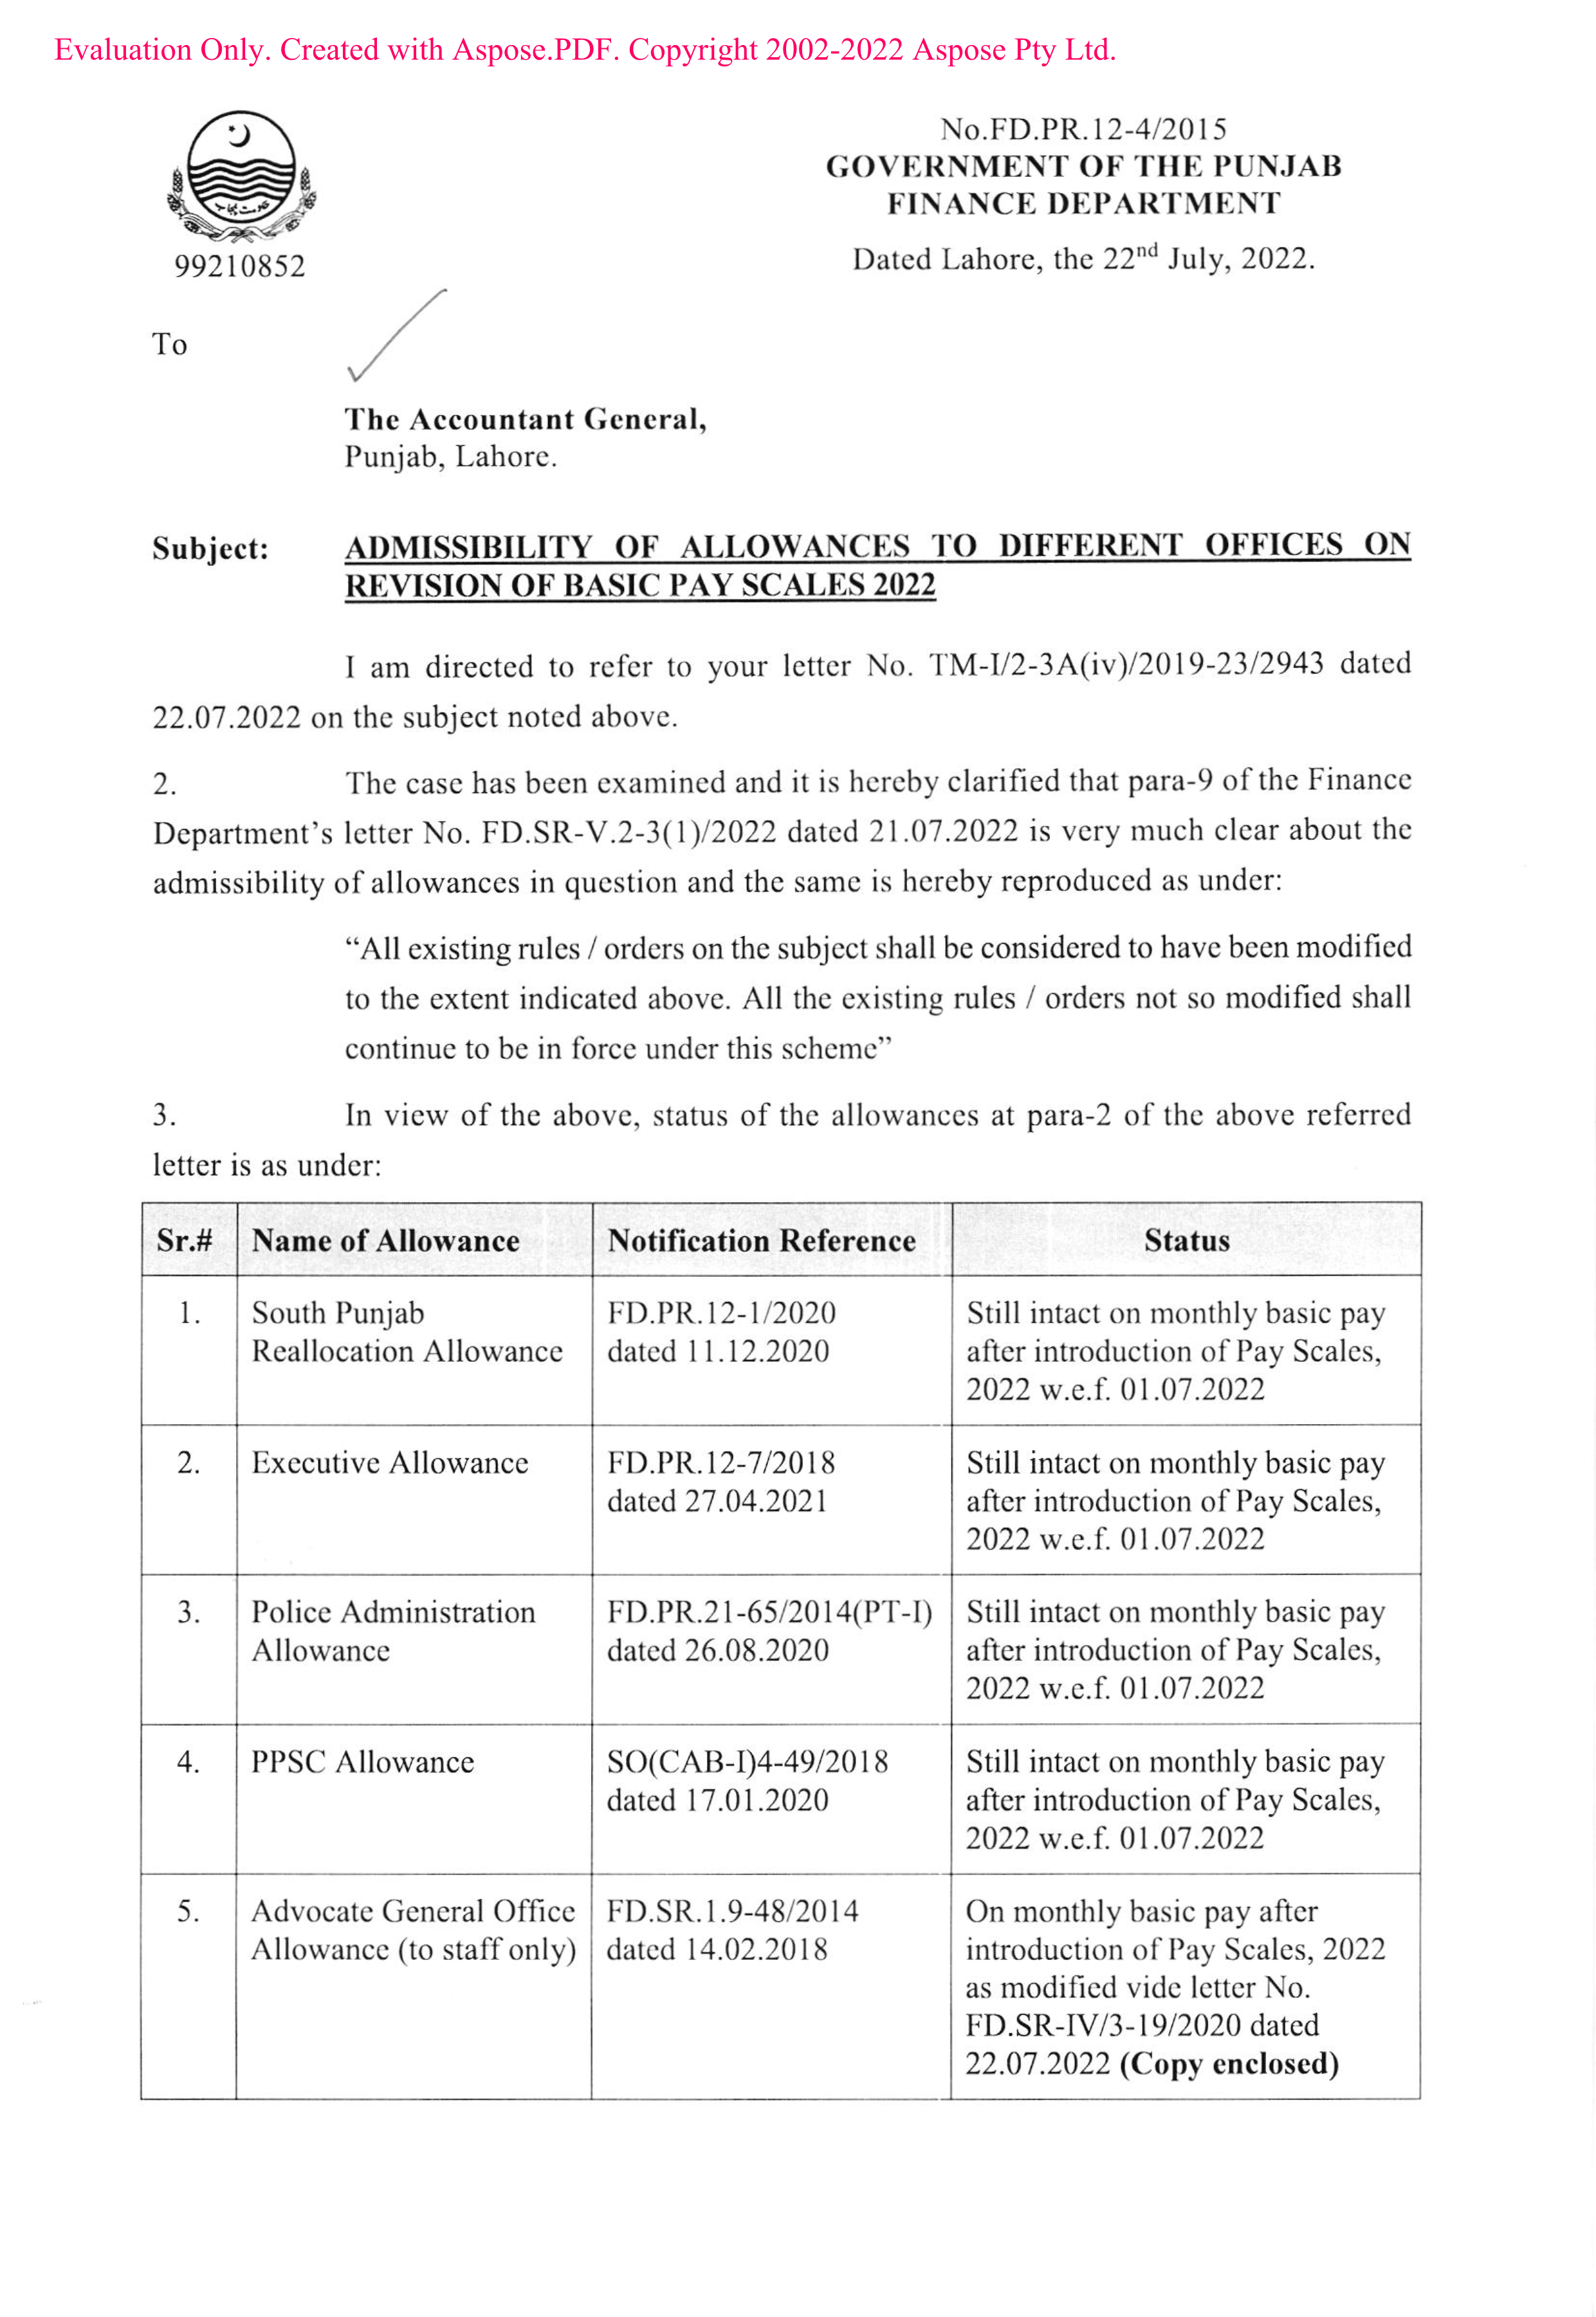 Evaluation Only. Created with Aspose.PDF. Copyright 2002-2022 Aspose Pty Ltd.
No.FD.PR.12-4/2015
GOVERNMENT OF THE PUNJAB
FINANCE DEPARTMENT
99210852
Dated Lahore, the 22nd July, 2022.
To
The Accountant General,
Punjab, Lahore.
Subject: ADMISSIBILITY OF ALLOWANCES TO DIFFERENT OFFICES ON
REVISION OF BASIC PAY SCALES 2022
I am directed to refer to your letter No. TM-I/2-3A(iv)/2019-23/2943 dated
22.07.2022 on the subject noted above.
2. The case has been examined and it is hereby clarified that para-9 of the Finance
Department's letter No. FD.SR-V.2-3(1)/2022 dated 21.07.2022 is very much clear about the
admissibility of allowances in question and the same is hereby reproduced as under:
“All existing rules / orders on the subject shall be considered to have been modified
to the extent indicated above. All the existing rules / orders not so modified shall
continue to be in force under this scheme”
3. In view of the above, status of the allowances at para-2 of the above referred
letter is as under:
Sr.# Name of Allowance Notification Reference Status
1. South Punjab FD.PR.12-1/2020 Still intact on monthly basic pay
Reallocation Allowance dated 11.12.2020 after introduction of Pay Scales,
2022 w.e.f. 01.07.2022
2. Executive Allowance FD.PR.12-7/2018 Still intact on monthly basic pay
dated 27.04.2021 after introduction of Pay Scales,
2022 w.e.f. 01.07.2022
3. Police Administration FD.PR.21-65/2014(PT-I) Still intact on monthly basic pay
Allowance dated 26.08.2020 after introduction of Pay Scales,
2022 w.e.f. 01.07.2022
4. PPSC Allowance SO(CAB-I)4-49/2018 Still intact on monthly basic pay
dated 17.01.2020 after introduction of Pay Scales,
2022 w.e.f. 01.07.2022
5. Advocate General Office FD.SR.1.9-48/2014 On monthly basic pay after
Allowance (to staff only) dated 14.02.2018 introduction of Pay Scales, 2022
as modified vide letter No.
FD.SR-IV/3-19/2020 dated
22.07.2022 (Copy enclosed)